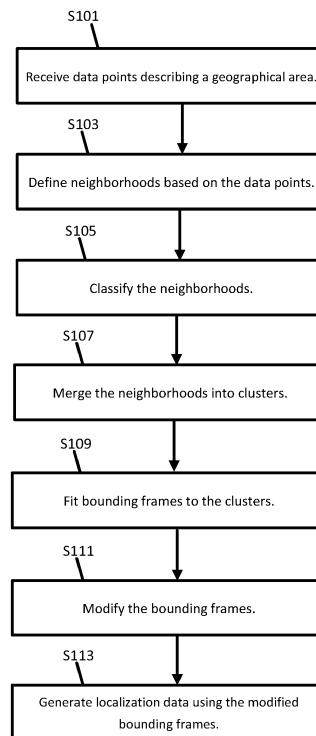 S101
Receive data points describing a geographical area.
S103
Define neighborhoods based on the data points.
S105
Classify the neighborhoods.
S107
Merge the neighborhoods into clusters.
S109
Fit bounding frames to the clusters.
S111
Modify the bounding frames.
S113
Generate localization data using the modified
bounding frames.